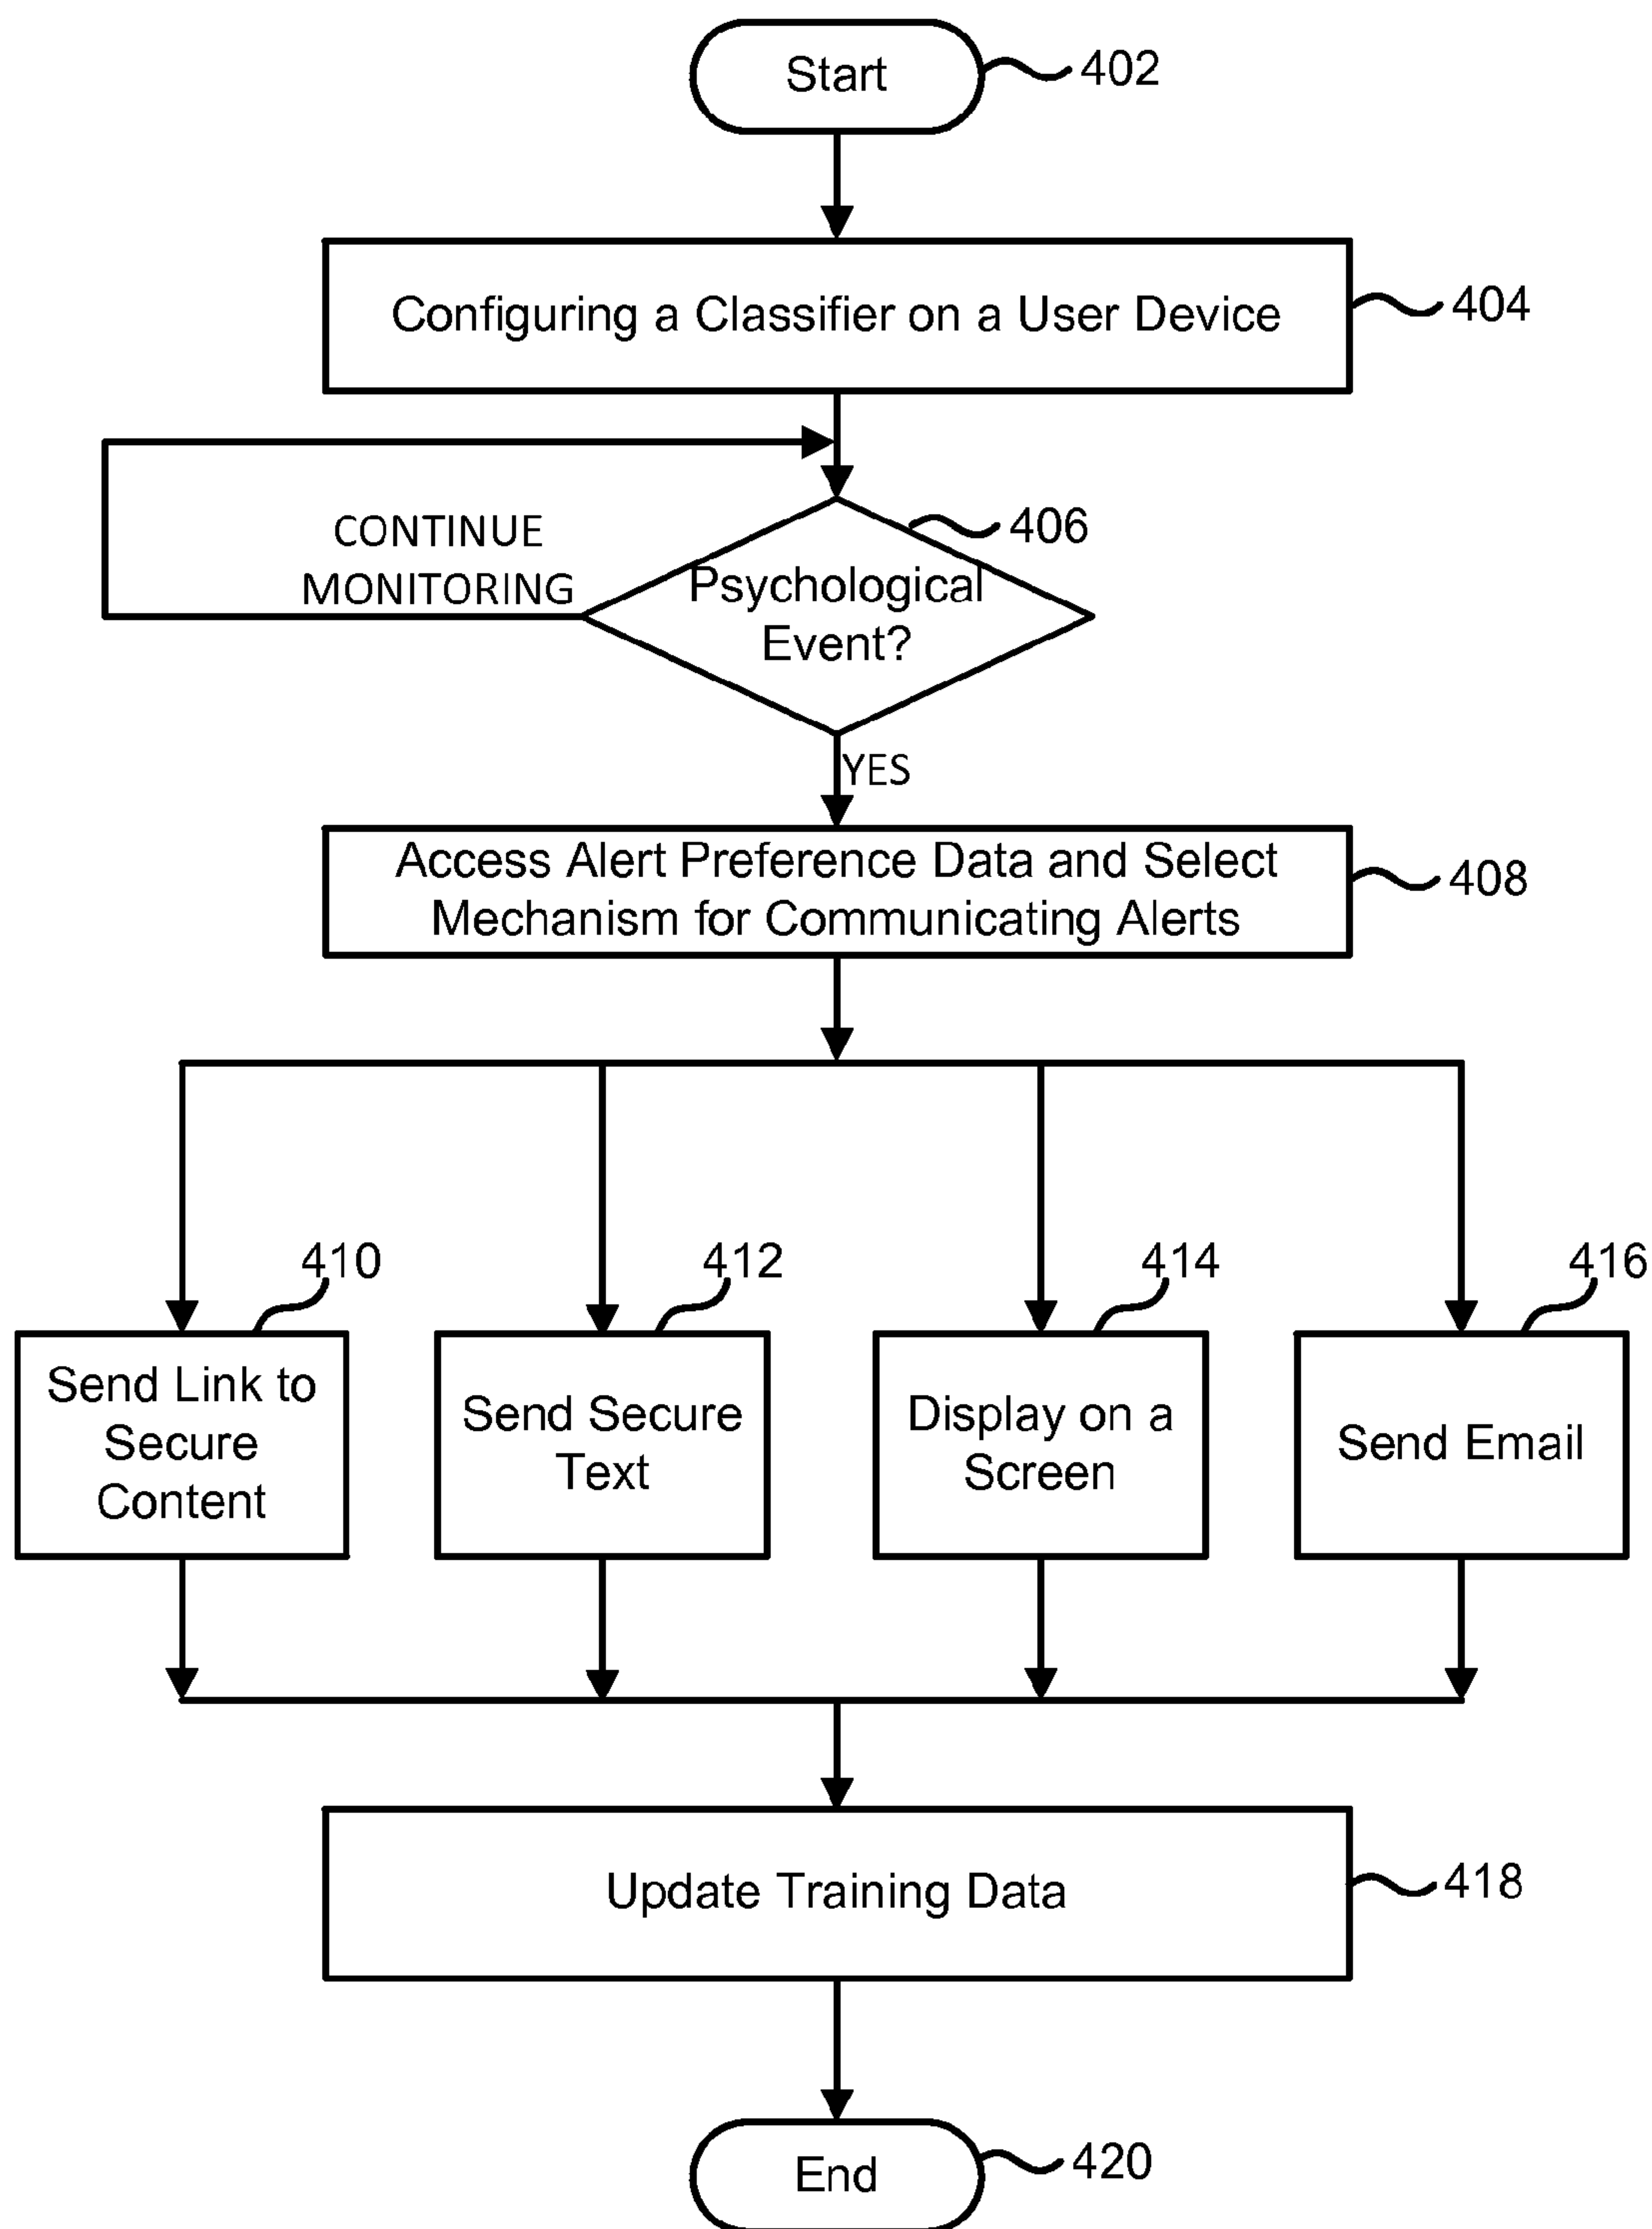 Start
402
Configuring a Classifier on a User Device
404
CONTINUE
MONITORING
406
Psychological
Event?
YES
Access Alert Preference Data and Select
Mechanism for Communicating Alerts
408
410
412
414
416
Send Link to
Secure
Content
Send Secure
Text
Display on a
Screen
Send Email
Update Training Data
418
End
420